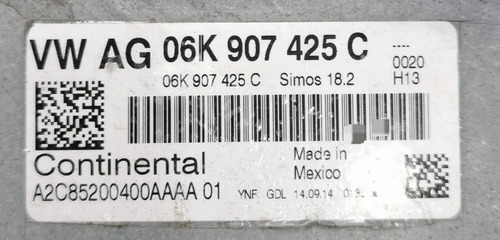 VW AG 06K 907 425 C ----
0020
06K 907 425 C Simos 18.2 H13
Continental Made in
Mexico
A2C85200400AAAA 01 YNF GDL 14.09.14